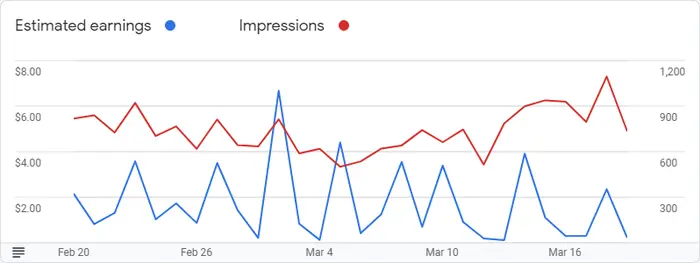 Estimated earnings Impressions
$8.00 1,200
$6.00 900
$4.00 600
$2.00 300
Feb 20 Feb 26 Mar 4 Mar 10 Mar 16